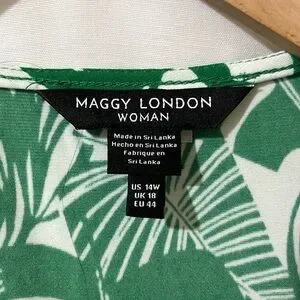 MAGGY LONDON
WOMAN
Made in Sri Lanka
Hecho en Sri Lanka
Fabrique en
Sri Lanka
US 14W
UK 18
EU 44